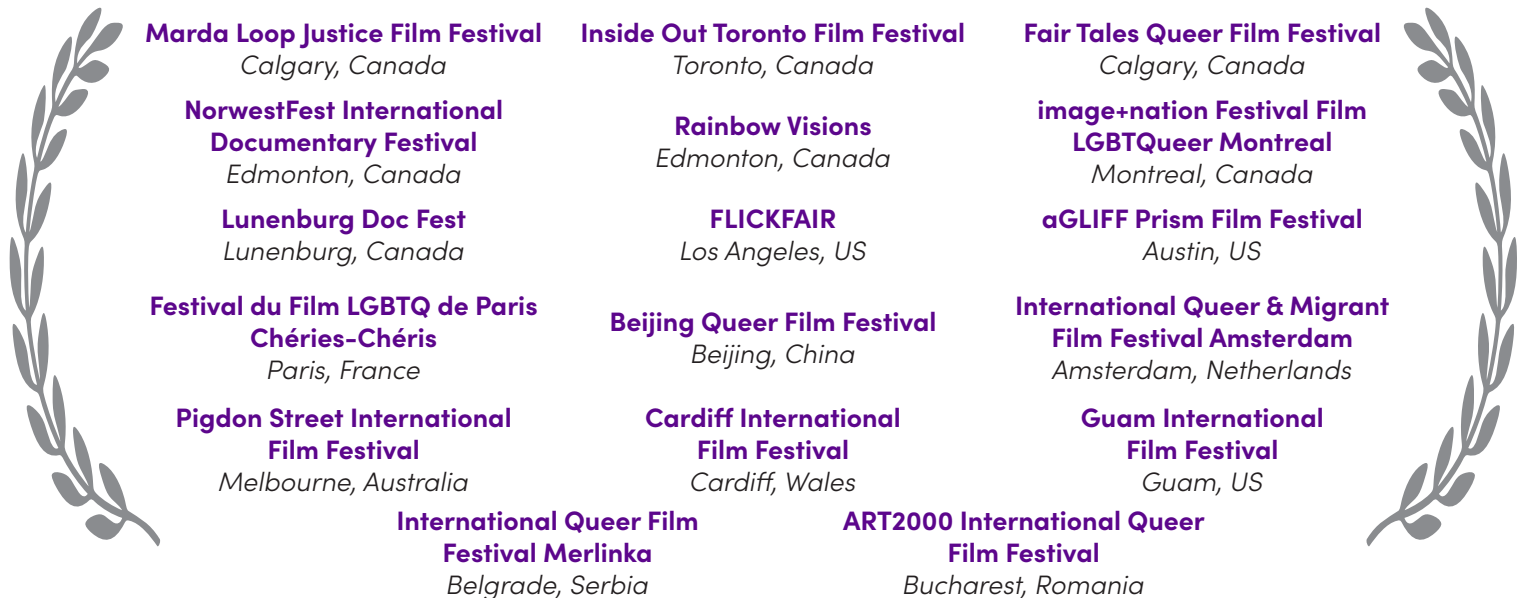 Marda Loop Justice Film Festival
Calgary, Canada
Inside Out Toronto Film Festival
Toronto, Canada
Fair Tales Queer Film Festival
Calgary, Canada
NorwestFest International
Documentary Festival
Edmonton, Canada
Rainbow Visions
Edmonton, Canada
image+nation Festival Film
LGBTQueer Montreal
Montreal, Canada
Lunenburg Doc Fest
Lunenburg, Canada
FLICKFAIR
Los Angeles, US
aGLIFF Prism Film Festival
Austin, US
Festival du Film LGBTQ de Paris
Chéries-Chéris
Paris, France
Beijing Queer Film Festival
Beijing, China
International Queer & Migrant
Film Festival Amsterdam
Amsterdam, Netherlands
Pigdon Street International
Film Festival
Melbourne, Australia
Cardiff International
Film Festival
Cardiff, Wales
Guam International
Film Festival
Guam, US
International Queer Film
Festival Merlinka
Belgrade, Serbia
ART2000 International Queer
Film Festival
Bucharest, Romania